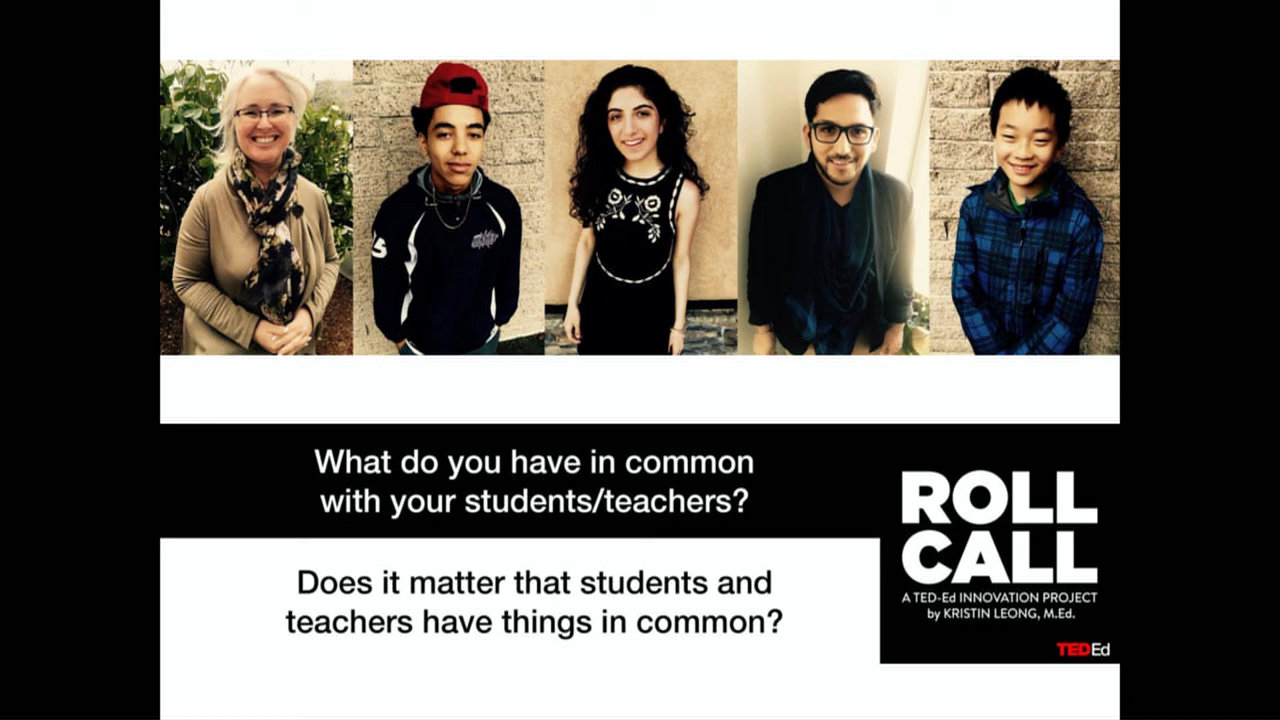 What do you have in common
with your students/teachers?
Does it matter that students and
teachers have things in common?
ROLL
CALL
A TED-Ed INNOVATION PROJECT
by KRISTIN LEONG, M.Ed.
TEDEd